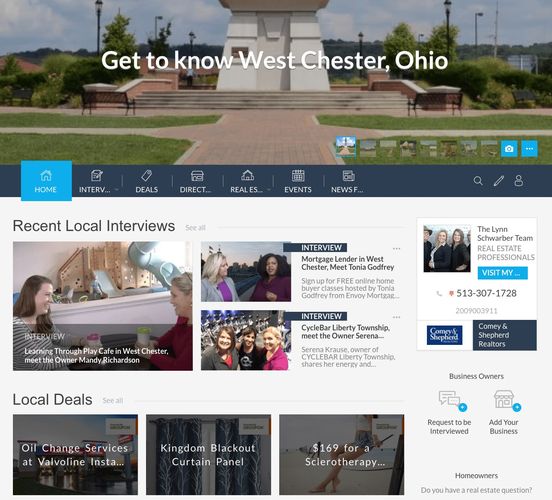 Get to know West Chester, Ohio
HOME
INTERV...
DEALS
DIRECT...
REAL ES...
EVENTS
NEWS F...
Recent Local Interviews
See all
INTERVIEW
Learning Through Play Cafe in West Chester,
meet the Owner Mandy Richardson
INTERVIEW
Mortgage Lender in West
Chester, Meet Tonia Godfrey
Sign up for FREE online home
buyer classes hosted by Tonia
Godfrey from Envoy Mortgag...
INTERVIEW
CycleBar Liberty Township,
meet the Owner Serena...
Serena Krause, owner of
CYCLEBAR Liberty Township,
shares her energy and...
Local Deals
See all
Oil Change Services
at Valvoline Insta...
Kingdom Blackout
Curtain Panel
$169 for a
Sclerotherapy...
The Lynn
Schwarber Team
REAL ESTATE
PROFESSIONALS
VISIT MY ...
513-307-1728
2009003911
Comey &
Shepherd
Comey &
Shepherd
Realtors
Business Owners
Request to be
Interviewed
Add Your
Business
Homeowners
Do you have a real estate question?